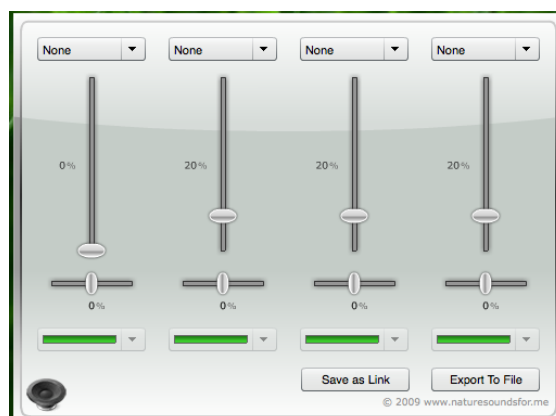 None None None None
0% 20% 20% 20%
0% 0% 0% 0%
Save as Link Export To File
© 2009 www.naturesoundsfor.me